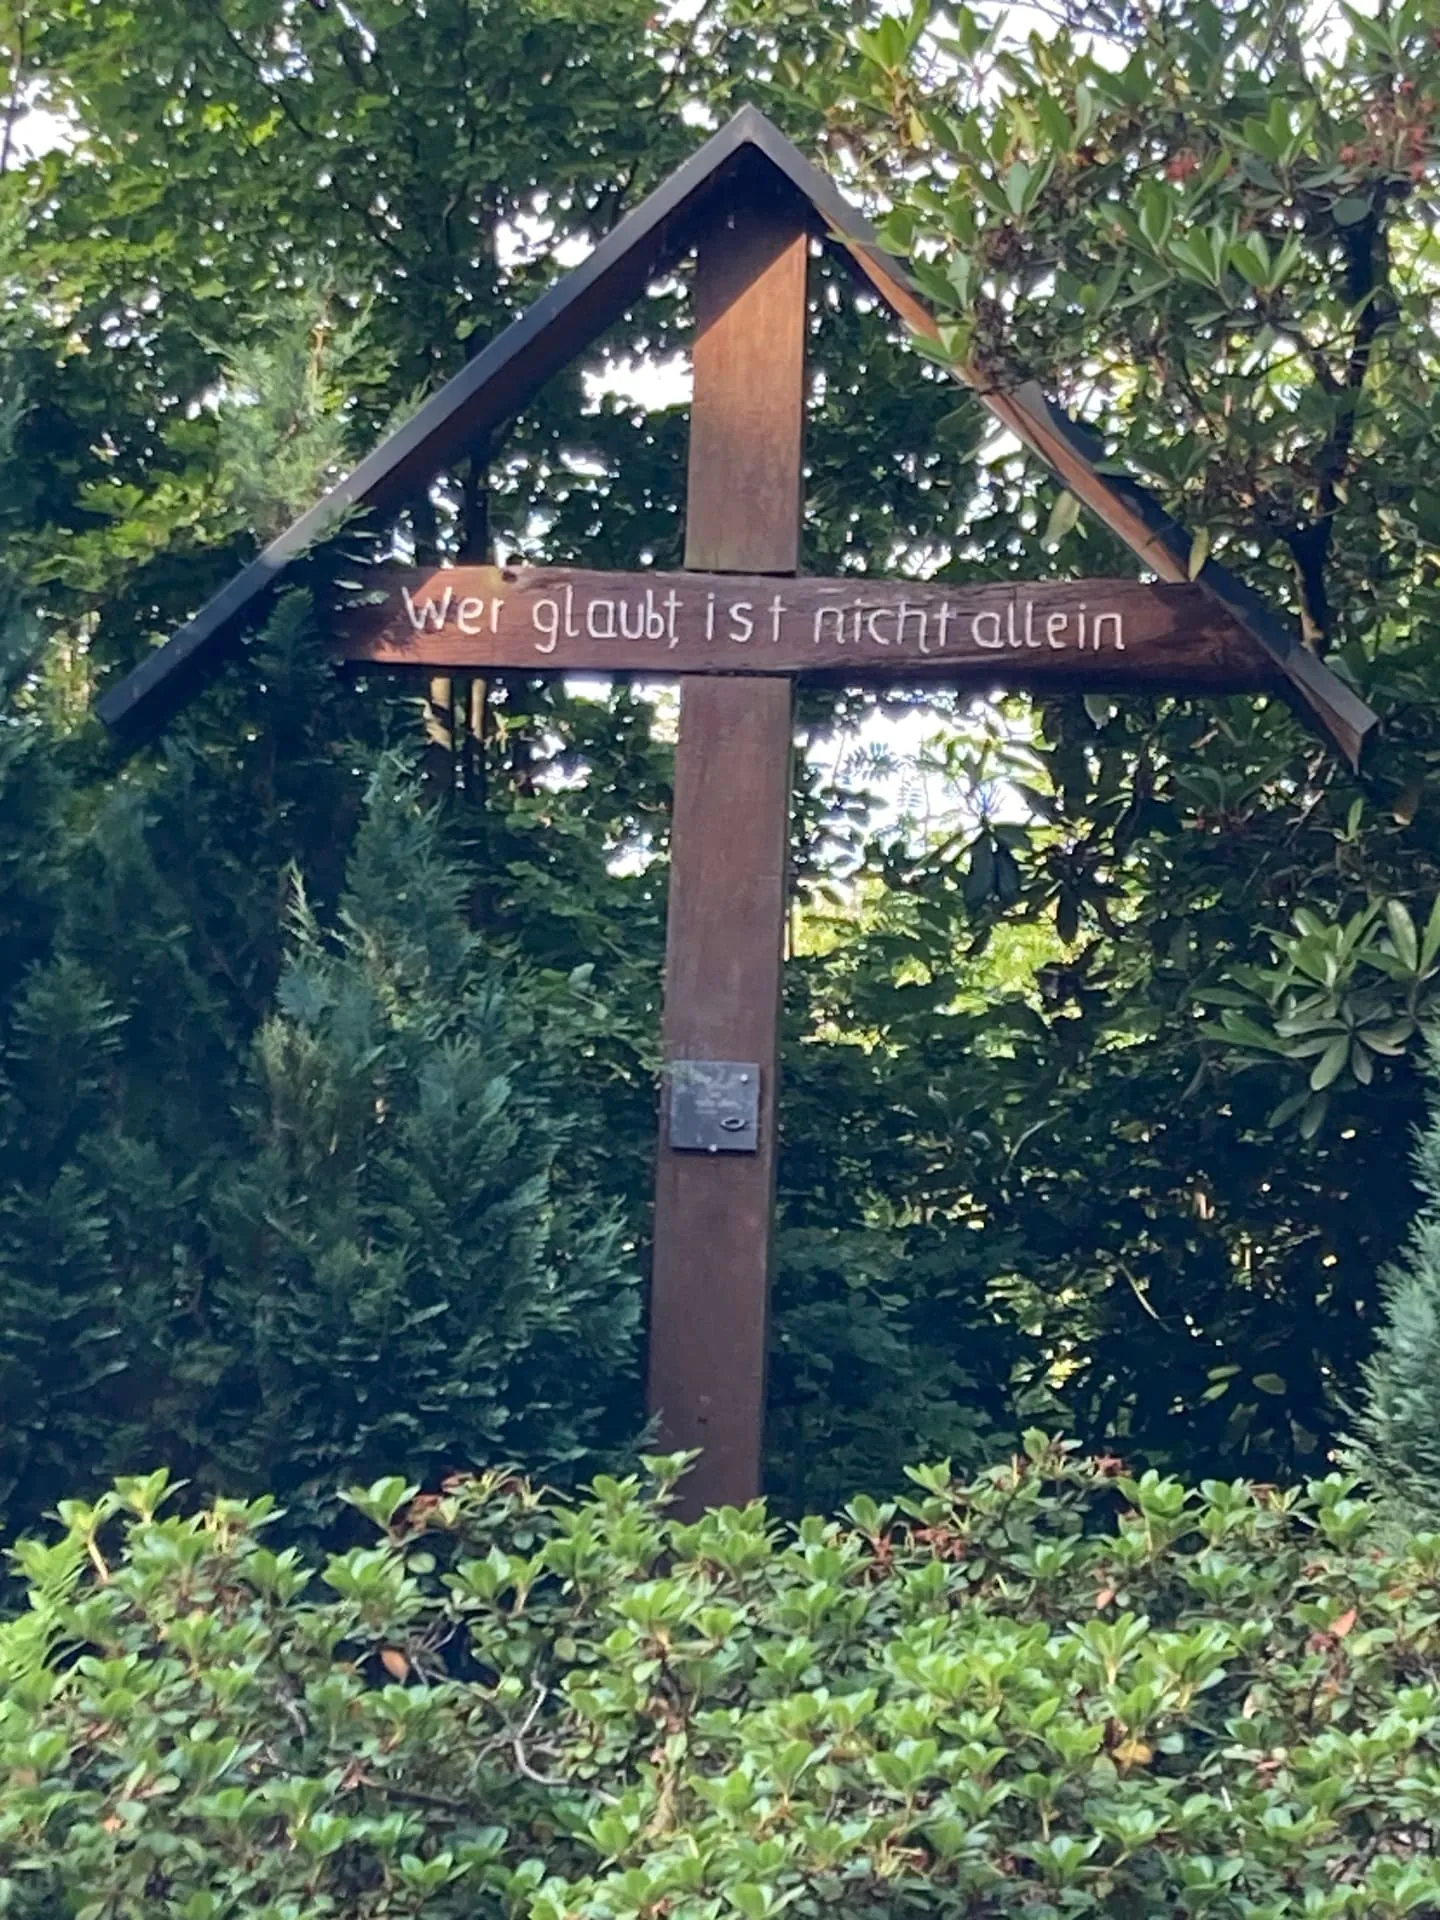 Wer glaubt, ist nicht allein